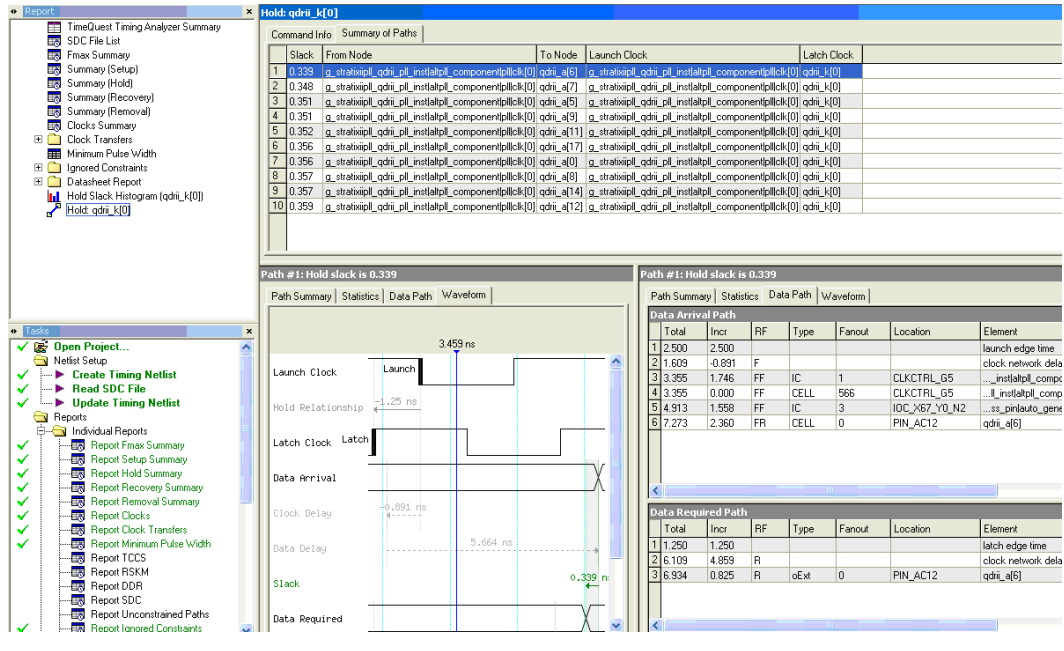 Report
TimeQuest Timing Analyzer Summary
SDC File List
Fmax Summary
Summary (Setup)
Summary (Hold)
Summary (Recovery)
Summary (Removal)
Clocks Summary
Clock Transfers
Minimum Pulse Width
Ignored Constraints
Datasheet Report
Hold Slack Histogram (qdrii_k[0])
Hold: qdrii_k[0]
Hold: qdrii_k[0]
Command Info Summary of Paths
Slack From Node To Node Launch Clock Latch Clock
1 0.339 g_stratixiipll_qdrii_pll_inst|altpll_component|pll|clk[0] qdrii_a[6] g_stratixiipll_qdrii_pll_inst|altpll_component|pll|clk[0] qdrii_k[0]
2 0.348 g_stratixiipll_qdrii_pll_inst|altpll_component|pll|clk[0] qdrii_a[7] g_stratixiipll_qdrii_pll_inst|altpll_component|pll|clk[0] qdrii_k[0]
3 0.351 g_stratixiipll_qdrii_pll_inst|altpll_component|pll|clk[0] qdrii_a[5] g_stratixiipll_qdrii_pll_inst|altpll_component|pll|clk[0] qdrii_k[0]
4 0.351 g_stratixiipll_qdrii_pll_inst|altpll_component|pll|clk[0] qdrii_a[9] g_stratixiipll_qdrii_pll_inst|altpll_component|pll|clk[0] qdrii_k[0]
5 0.352 g_stratixiipll_qdrii_pll_inst|altpll_component|pll|clk[0] qdrii_a[11] g_stratixiipll_qdrii_pll_inst|altpll_component|pll|clk[0] qdrii_k[0]
6 0.356 g_stratixiipll_qdrii_pll_inst|altpll_component|pll|clk[0] qdrii_a[17] g_stratixiipll_qdrii_pll_inst|altpll_component|pll|clk[0] qdrii_k[0]
7 0.356 g_stratixiipll_qdrii_pll_inst|altpll_component|pll|clk[0] qdrii_a[0] g_stratixiipll_qdrii_pll_inst|altpll_component|pll|clk[0] qdrii_k[0]
8 0.357 g_stratixiipll_qdrii_pll_inst|altpll_component|pll|clk[0] qdrii_a[8] g_stratixiipll_qdrii_pll_inst|altpll_component|pll|clk[0] qdrii_k[0]
9 0.357 g_stratixiipll_qdrii_pll_inst|altpll_component|pll|clk[0] qdrii_a[14] g_stratixiipll_qdrii_pll_inst|altpll_component|pll|clk[0] qdrii_k[0]
10 0.359 g_stratixiipll_qdrii_pll_inst|altpll_component|pll|clk[0] qdrii_a[12] g_stratixiipll_qdrii_pll_inst|altpll_component|pll|clk[0] qdrii_k[0]
Tasks
Open Project...
Netlist Setup
Create Timing Netlist
Read SDC File
Update Timing Netlist
Reports
Individual Reports
Report Fmax Summary
Report Setup Summary
Report Hold Summary
Report Recovery Summary
Report Removal Summary
Report Clocks
Report Clock Transfers
Report Minimum Pulse Width
Report TCCS
Report RSKM
Report DDR
Report SDC
Report Unconstrained Paths
Report Ignored Constraints
Path #1: Hold slack is 0.339
Path Summary Statistics Data Path Waveform
3.459 ns
Launch Clock Launch
Hold Relationship -1.25 ns
Latch Clock Latch
Data Arrival
Clock Delay -0.891 ns
Data Delay 5.664 ns
Slack 0.339 n
Data Required
Path #1: Hold slack is 0.339
Path Summary Statistics Data Path Waveform
Data Arrival Path
Total Incr RF Type Fanout Location Element
1 2.500 2.500 launch edge time
2 1.609 -0.891 F clock network dela
3 3.355 1.746 FF IC 1 CLKCTRL_G5 ..._inst|altpll_compo
4 3.355 0.000 FF CELL 566 CLKCTRL_G5 ...ll_inst|altpll_comp
5 4.913 1.558 FF IC 3 IOC_X67_Y0_N2 ...ss_pin|auto_gene
6 7.273 2.360 FR CELL 0 PIN_AC12 qdrii_a[6]
Data Required Path
Total Incr RF Type Fanout Location Element
1 1.250 1.250 latch edge time
2 6.109 4.859 R clock network dela
3 6.934 0.825 R oExt 0 PIN_AC12 qdrii_a[6]